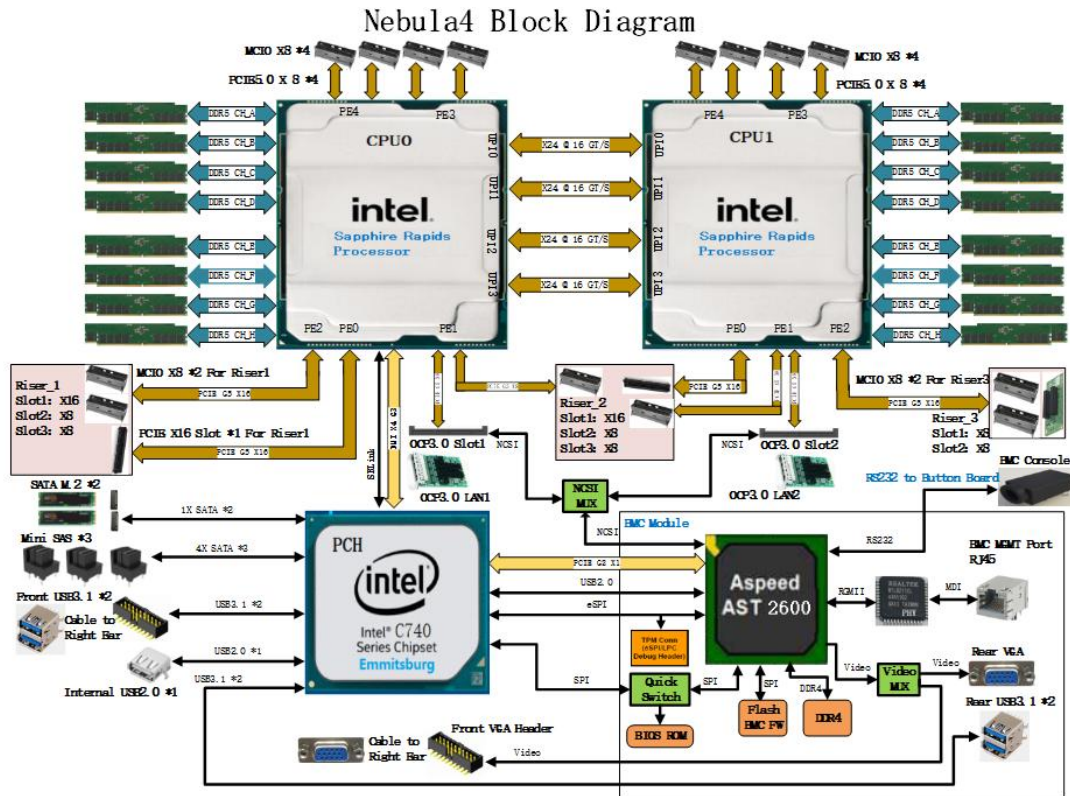 Nebula4 Block Diagram
MCIO X8 *4
PCIE5.0 X 8 *4
MCIO X8 *4
PCIE5.0 X 8 *4
PE4
PE3
PE4
PE3
DDR5 CH_A
DDR5 CH_B
DDR5 CH_C
DDR5 CH_D
DDR5 CH_E
DDR5 CH_F
DDR5 CH_G
DDR5 CH_H
CPU0
intel.
Sapphire Rapids
Processor
UPI0
UPI1
UPI2
UPI3
X24 @ 16 GT/S
X24 @ 16 GT/S
X24 @ 16 GT/S
X24 @ 16 GT/S
UPI0
UPI1
UPI2
UPI3
CPU1
intel.
Sapphire Rapids
Processor
DDR5 CH_A
DDR5 CH_B
DDR5 CH_C
DDR5 CH_D
DDR5 CH_E
DDR5 CH_F
DDR5 CH_G
DDR5 CH_H
PE2
PE0
PE1
PE0
PE1
PE2
Riser_1
Slot1: X16
Slot2: X8
Slot3: X8
MCIO X8 *2 For Riser1
PCIE G5 X16
PCIE X16 Slot *1 For Riser1
PCIE G5 X16
DMI X4 G3
Riser_2
Slot1: X16
Slot2: X8
Slot3: X8
PCIE G5 X16
MCIO X8 *2 For Riser3
PCIE G5 X16
Riser_3
Slot1: X8
Slot2: X8
OCP3.0 Slot1
OCP3.0 LAN1
NCSI
NCSI
OCP3.0 Slot2
OCP3.0 LAN2
NCSI
MUX
NCSI
RS232 to Button Board
BMC Console
SATA M.2 *2
1X SATA *2
Mini SAS *3
4X SATA *3
Front USB3.1 *2
Cable to
Right Ear
USB3.1 *2
USB2.0 *1
Internal USB2.0 *1
USB3.1 *2
PCH
intel
Intel® C740
Series Chipset
Emmitsburg
PCIE G2 X1
USB2.0
eSPI
SPI
BMC Module
Aspeed
AST 2600
RS232
BMC MGMT Port
RJ45
RGMII
REALTEK
PHY
MDI
TPM Conn
(eSPI/LPC
Debug Header)
Quick
Switch
SPI
BIOS ROM
SPI
Flash
BMC FW
DDR4
DDR4
Video
Video
MUX
Video
Rear VGA
Rear USB3.1 *2
Front VGA Header
Cable to
Right Ear
Video